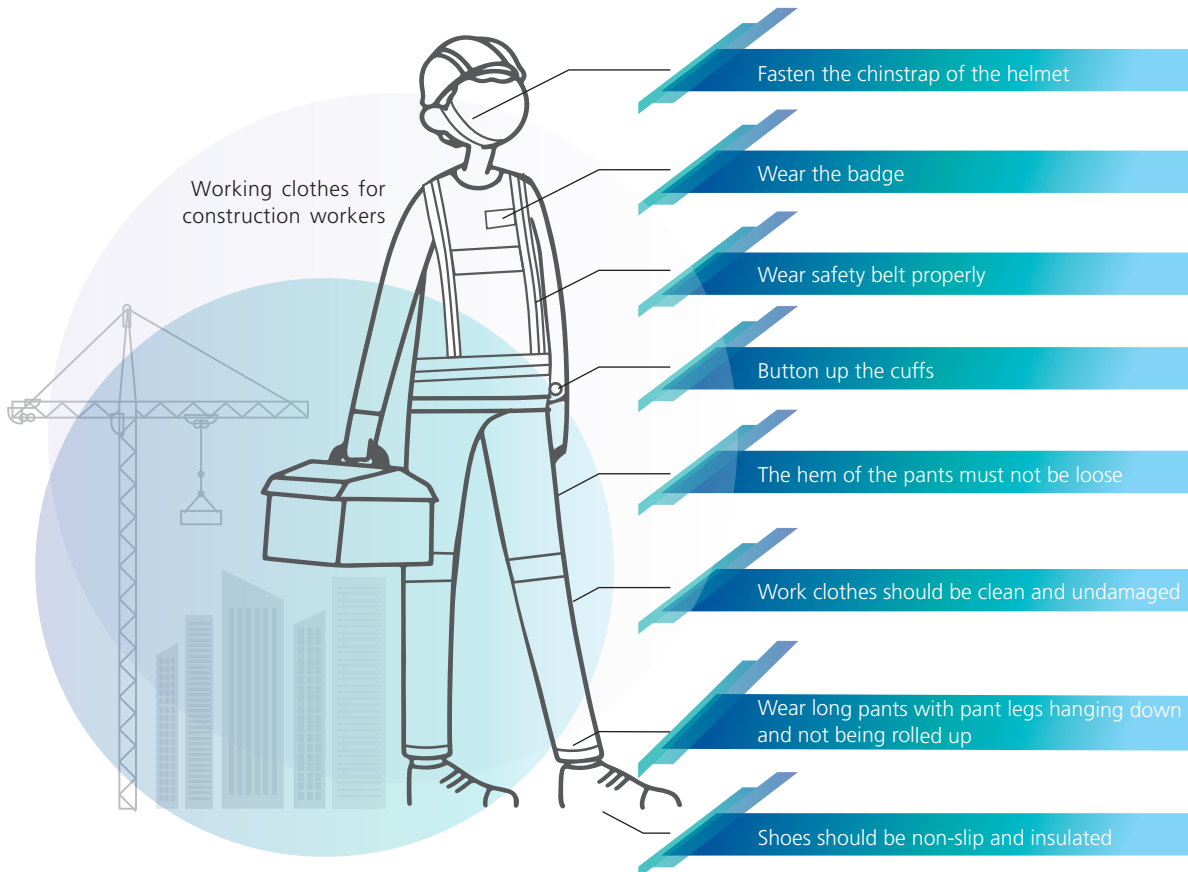 Working clothes for
construction workers
Fasten the chinstrap of the helmet
Wear the badge
Wear safety belt properly
Button up the cuffs
The hem of the pants must not be loose
Work clothes should be clean and undamaged
Wear long pants with pant legs hanging down
and not being rolled up
Shoes should be non-slip and insulated